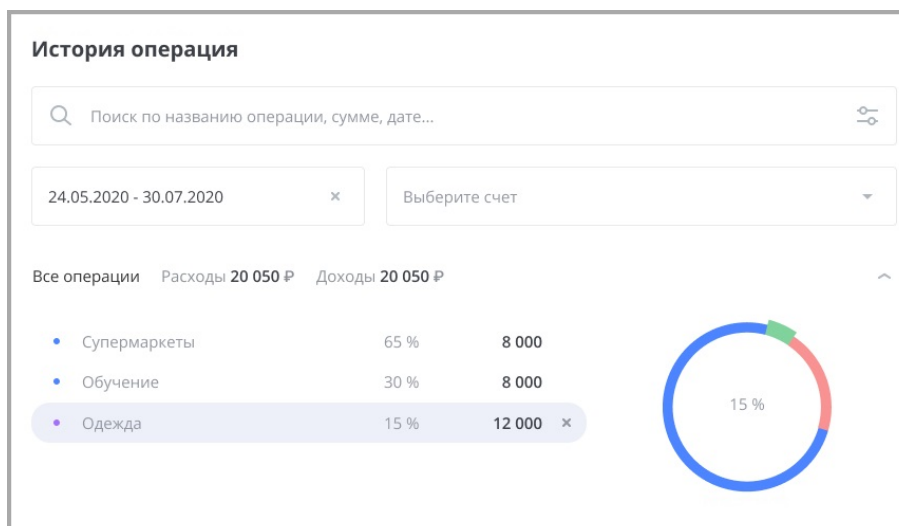 История операция
Поиск по названию операции, сумме, дате...
24.05.2020 - 30.07.2020 ×
Выберите счет
Все операции Расходы 20 050 ₽ Доходы 20 050 ₽
Супермаркеты 65 % 8 000
Обучение 30 % 8 000
Одежда 15 % 12 000 ×
15 %